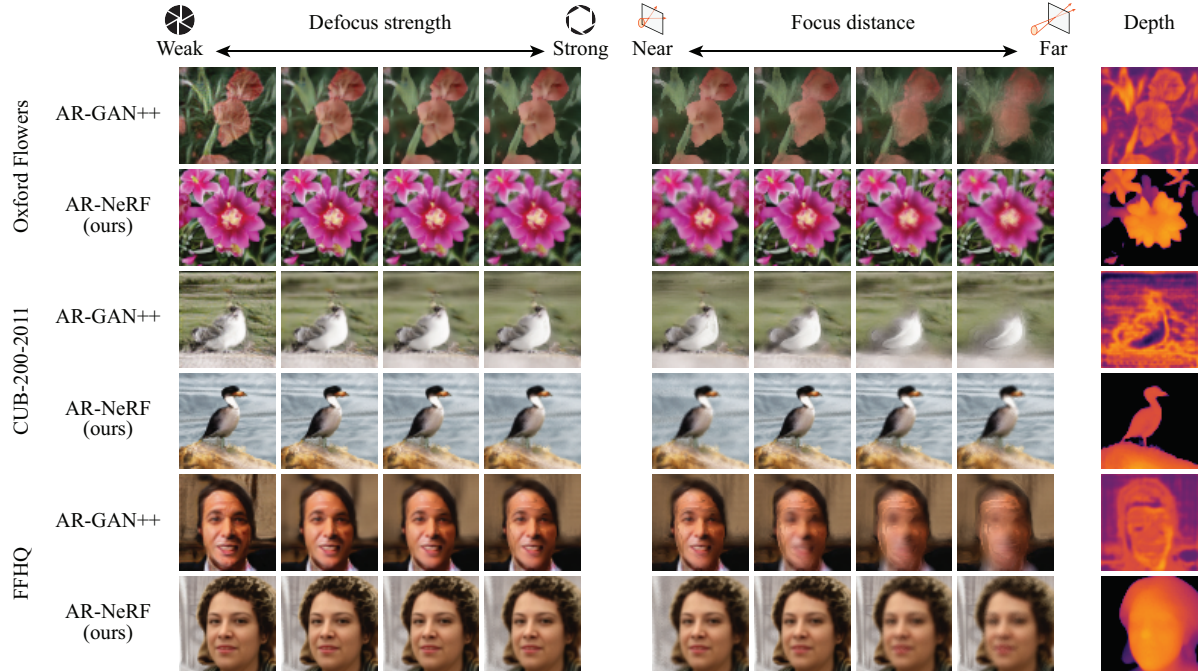 Defocus strength
Weak
Strong
Focus distance
Near
Far
Depth
Oxford Flowers
AR-GAN++
AR-NeRF
(ours)
CUB-200-2011
AR-GAN++
AR-NeRF
(ours)
FFHQ
AR-GAN++
AR-NeRF
(ours)